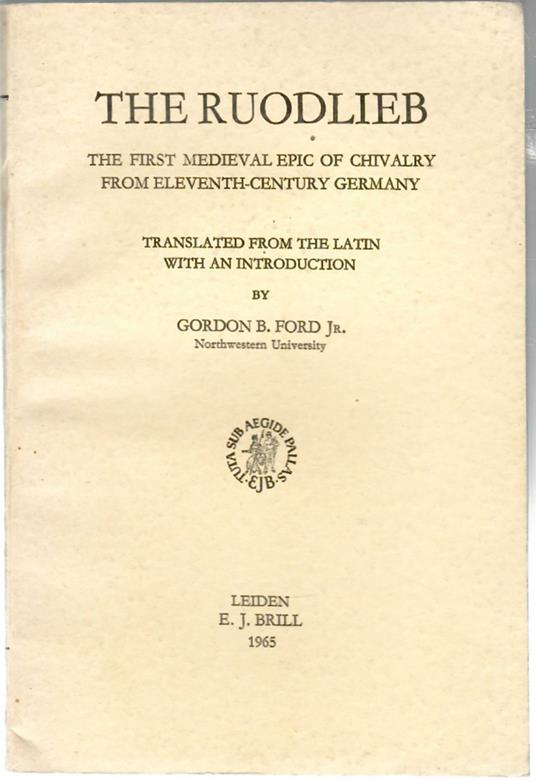 THE RUODLIEB
THE FIRST MEDIEVAL EPIC OF CHIVALRY
FROM ELEVENTH-CENTURY GERMANY
TRANSLATED FROM THE LATIN
WITH AN INTRODUCTION
BY
GORDON B. FORD JR.
Northwestern University
TUTA SUB AEGIDE PALLAS
EJB
LEIDEN
E. J. BRILL
1965